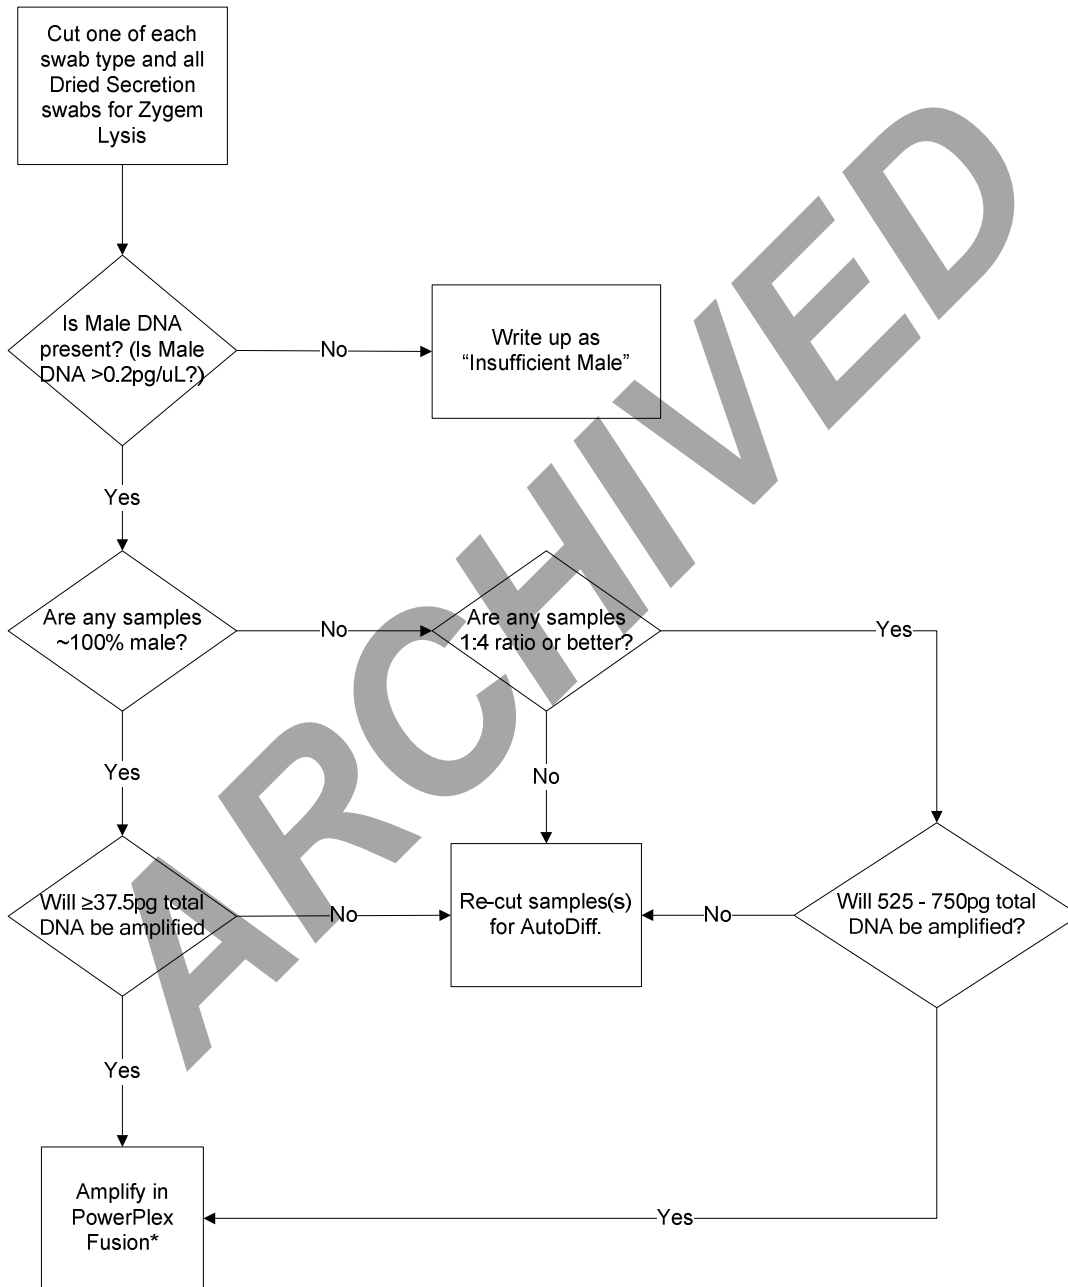 Cut one of each
swab type and all
Dried Secretion
swabs for Zygem
Lysis
Is Male DNA
present? (Is Male
DNA >0.2pg/uL?)
No
Write up as
“Insufficient Male”
Yes
Are any samples
~100% male?
No
Are any samples
1:4 ratio or better?
Yes
Yes
No
Will ≥37.5pg total
DNA be amplified
No
Re-cut samples(s)
for AutoDiff.
No
Will 525 - 750pg total
DNA be amplified?
Yes
Amplify in
PowerPlex
Fusion*
Yes
ARCHIVED